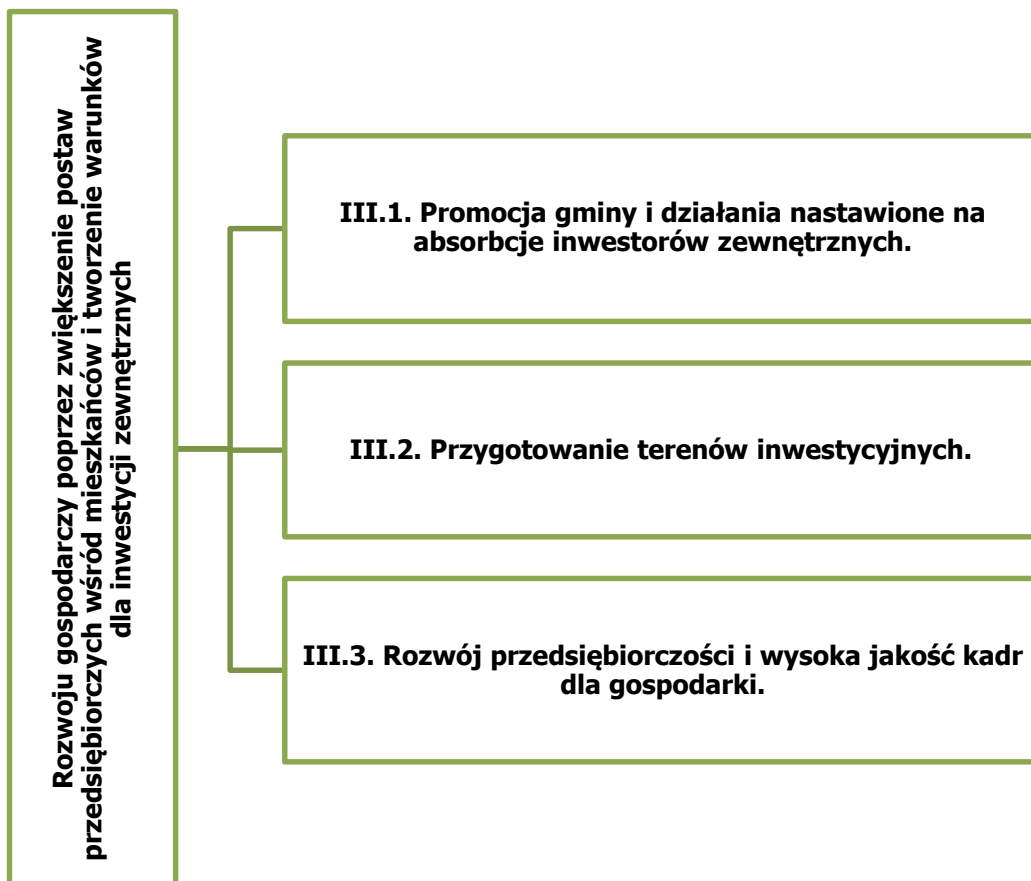 Rozwoju gospodarczy poprzez zwiększenie postaw
przedsiębiorczych wśród mieszkańców i tworzenie warunków
dla inwestycji zewnętrznych
III.1. Promocja gminy i działania nastawione na
absorbcje inwestorów zewnętrznych.
III.2. Przygotowanie terenów inwestycyjnych.
III.3. Rozwój przedsiębiorczości i wysoka jakość kadr
dla gospodarki.